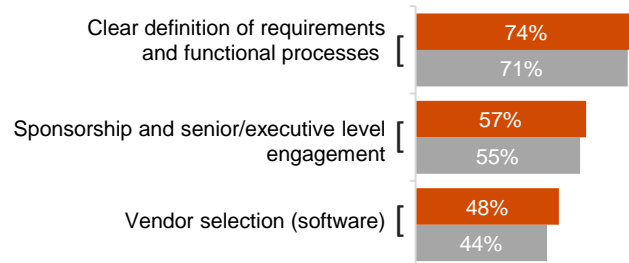 Clear definition of requirements
and functional processes
74%
71%
Sponsorship and senior/executive level
engagement
57%
55%
Vendor selection (software)
48%
44%